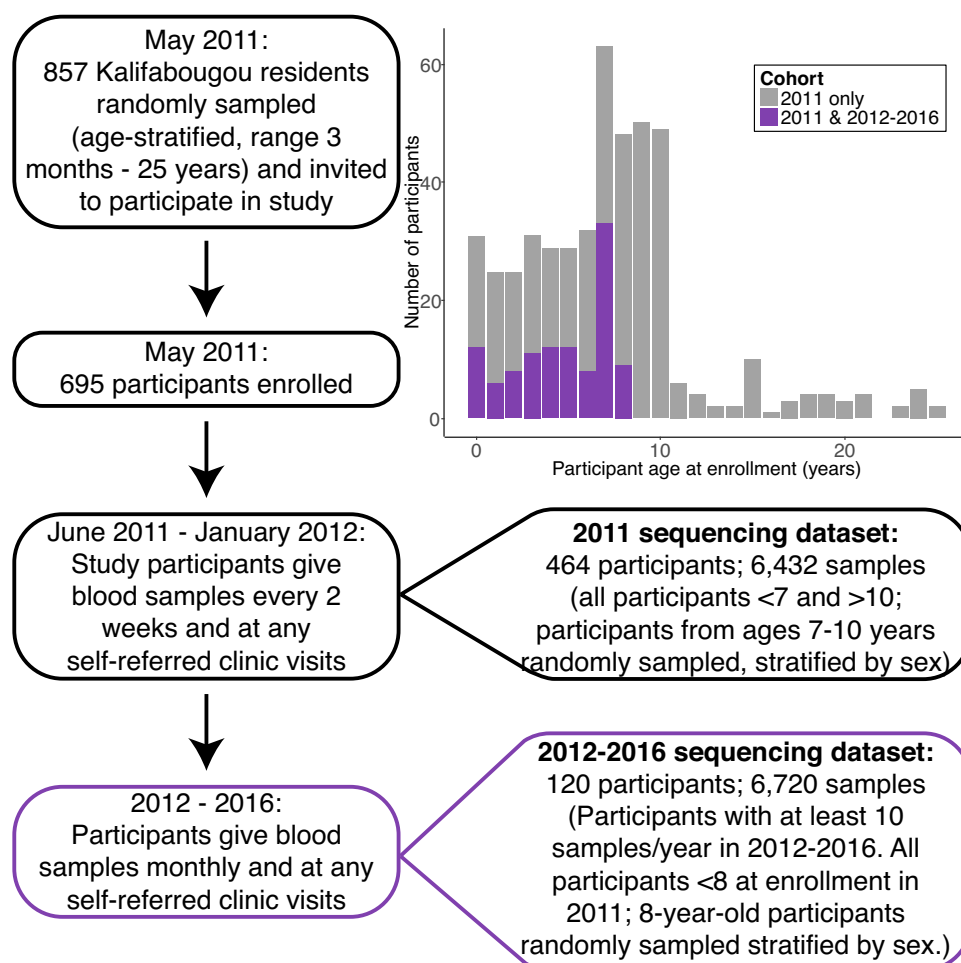 May 2011:
857 Kalifabougou residents
randomly sampled
(age-stratified, range 3
months - 25 years) and invited
to participate in study
May 2011:
695 participants enrolled
June 2011 - January 2012:
Study participants give
blood samples every 2
weeks and at any
self-referred clinic visits
2012 - 2016:
Participants give blood
samples monthly and at any
self-referred clinic visits
Number of participants
60
40
20
0
Cohort
2011 only
2011 & 2012-2016
0
10
20
Participant age at enrollment (years)
2011 sequencing dataset:
464 participants; 6,432 samples
(all participants <7 and >10;
participants from ages 7-10 years
randomly sampled, stratified by sex)
2012-2016 sequencing dataset:
120 participants; 6,720 samples
(Participants with at least 10
samples/year in 2012-2016. All
participants <8 at enrollment in
2011; 8-year-old participants
randomly sampled stratified by sex.)